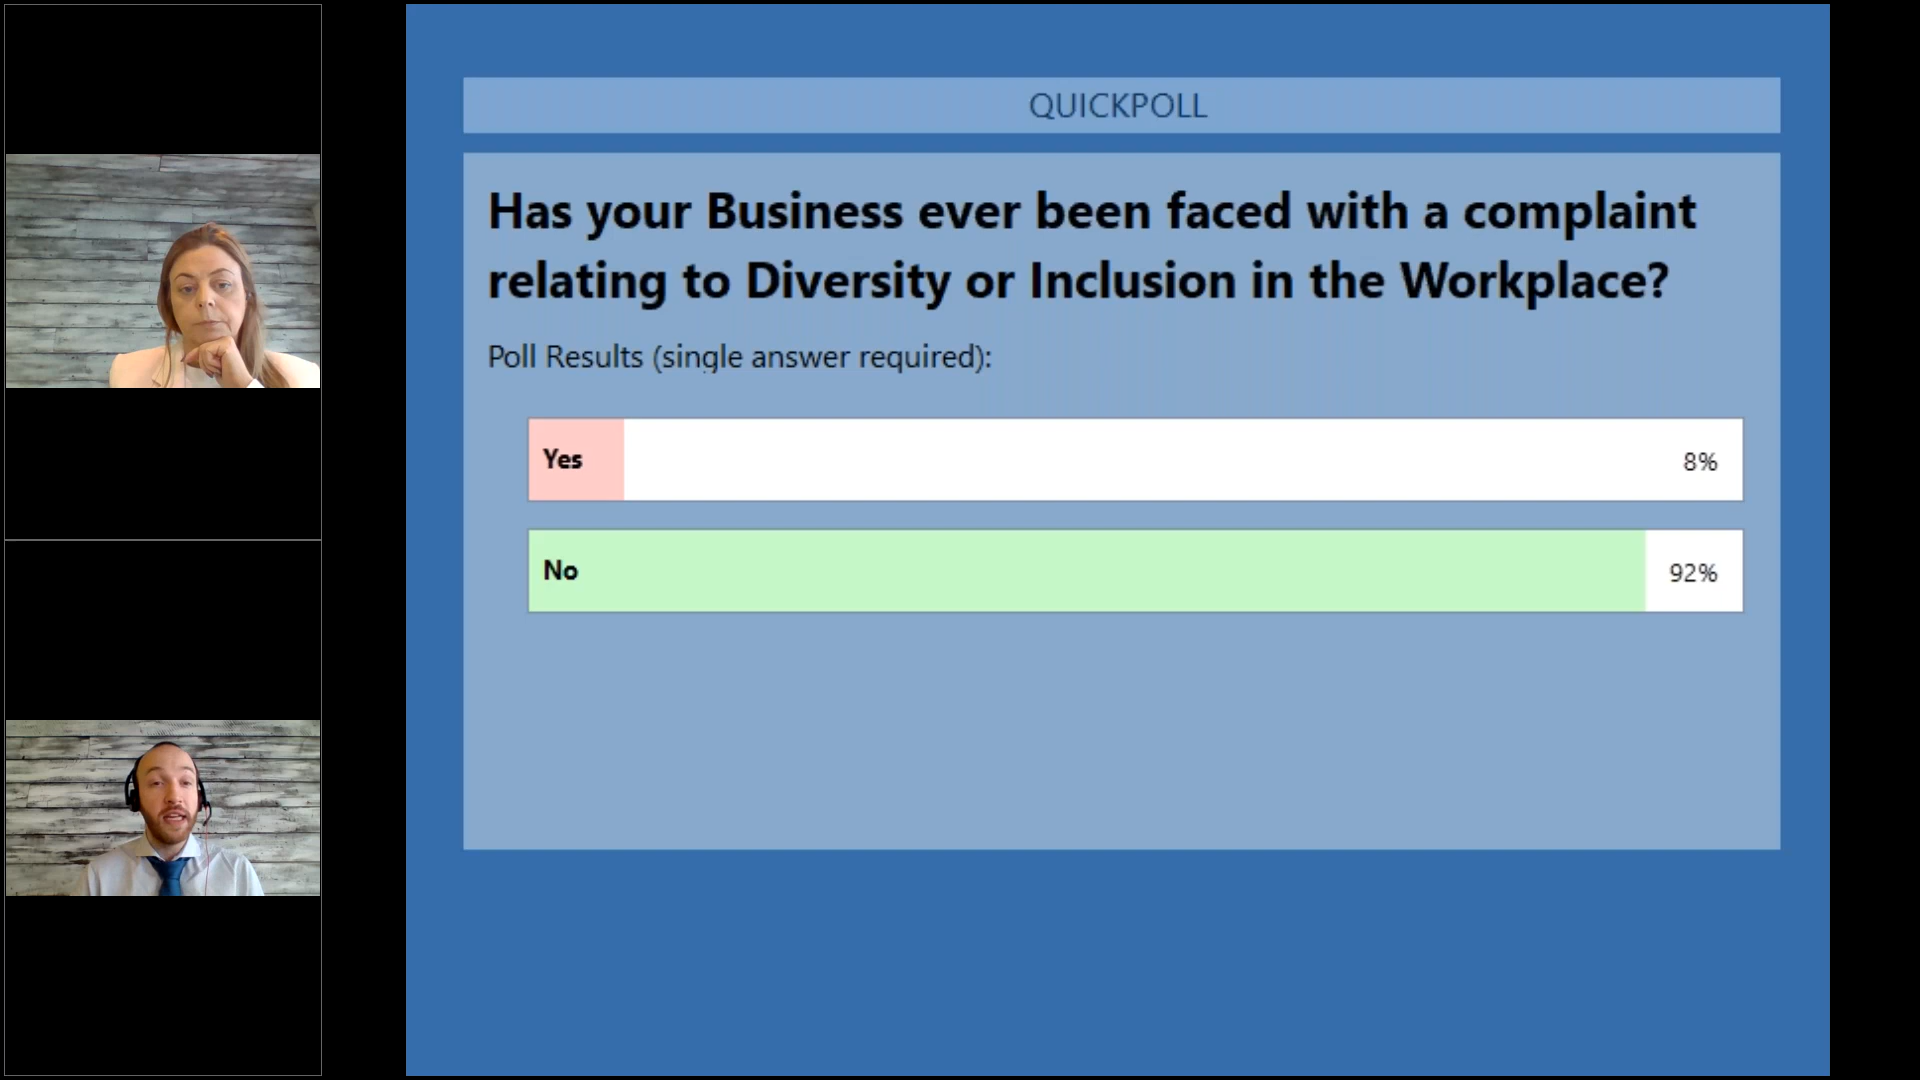 QUICKPOLL
Has your Business ever been faced with a complaint
relating to Diversity or Inclusion in the Workplace?
Poll Results (single answer required):
Yes 8%
No 92%